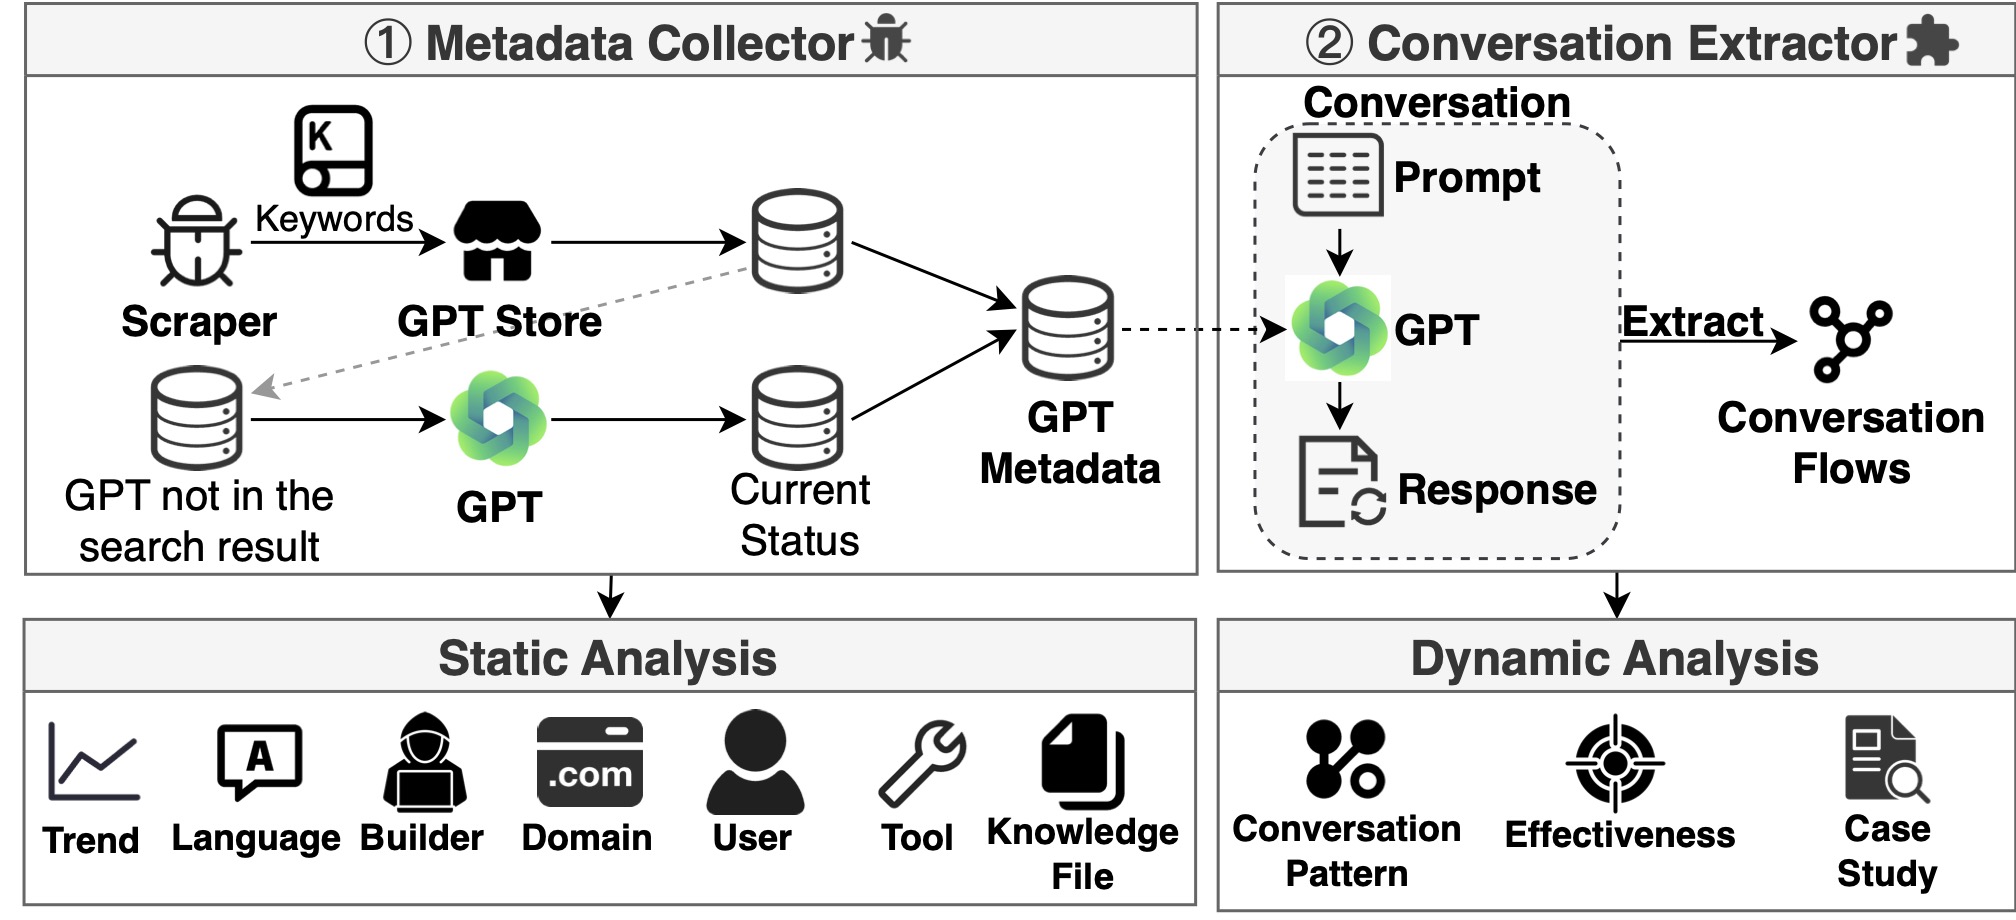 ① Metadata Collector
K
Keywords
Scraper
GPT Store
GPT not in the
search result
GPT
Current
Status
GPT
Metadata
② Conversation Extractor
Conversation
Prompt
GPT
Response
Extract
Conversation
Flows
Static Analysis
A
.com
Trend
Language
Builder
Domain
User
Tool
Knowledge
File
Dynamic Analysis
Conversation
Pattern
Effectiveness
Case
Study